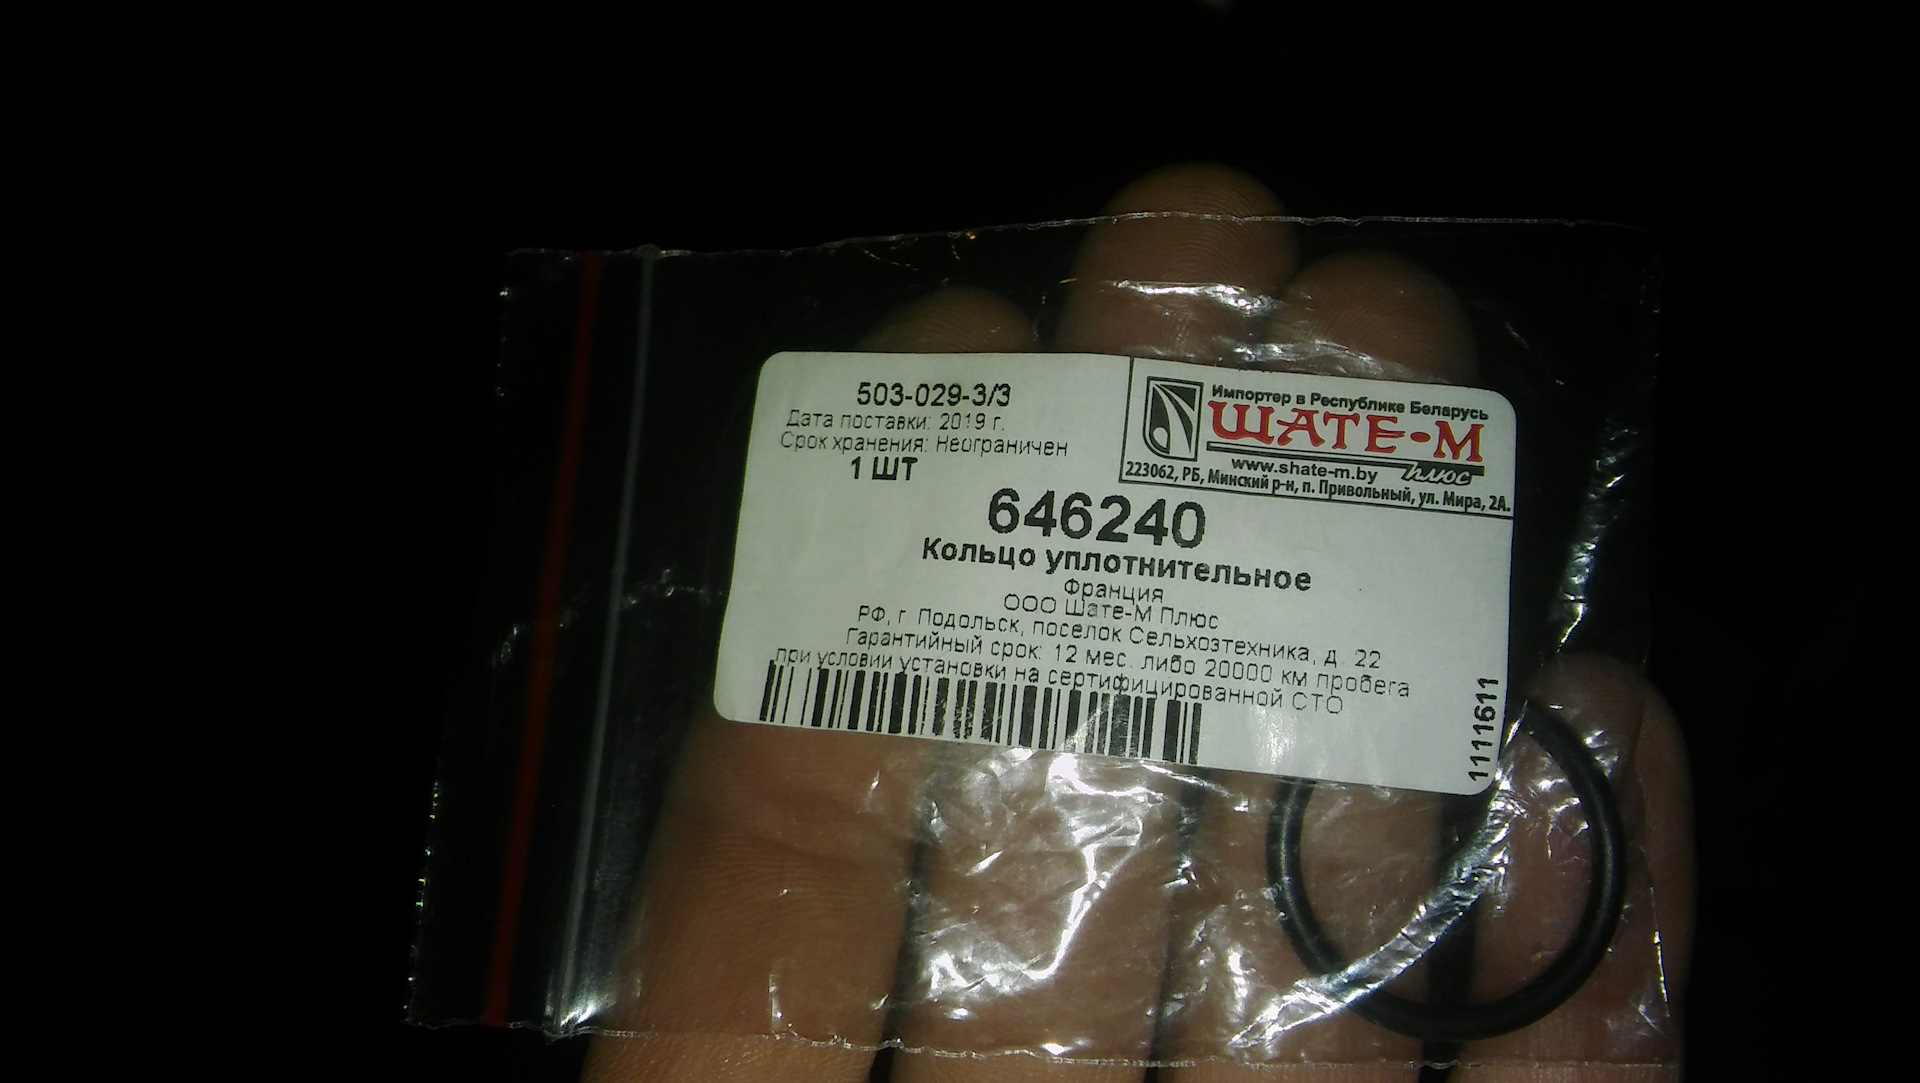 503-029-3/3
Дата поставки: 2019 г.
Срок хранения: Неограничен
1 ШТ
Импортер в Республике Беларусь
ШАТЕ-М
плюс
www.shate-m.by
223062, РБ, Минский р-н, п. Привольный, ул. Мира, 2А.
646240
Кольцо уплотнительное
Франция
ООО Шате-М Плюс
РФ, г. Подольск, поселок Сельхозтехника, д. 22
Гарантийный срок: 12 мес. либо 20000 км пробега
при условии установки на сертифицированной СТО
1111611